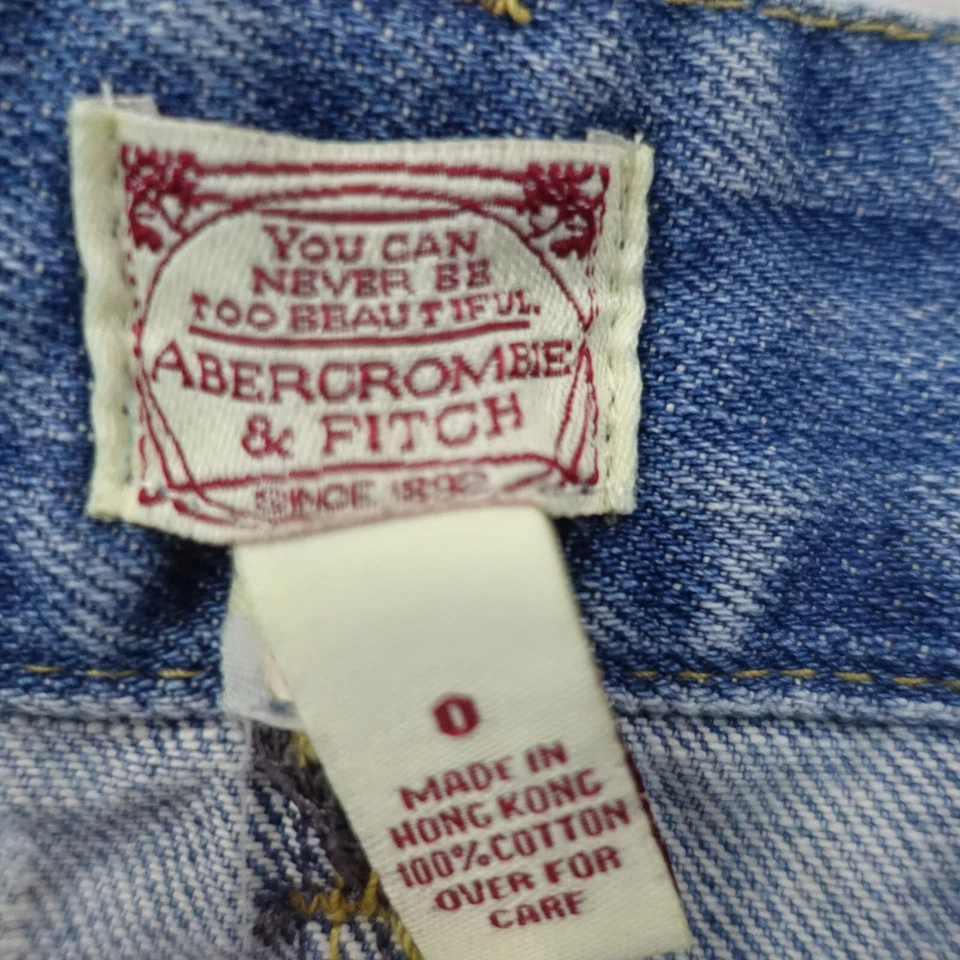 YOU CAN
NEVER BE
TOO BEAUTIFUL
ABERCROMBIE
& FITCH
SINCE 1892
0
MADE IN
HONG KONG
100% COTTON
OVER FOR
CARE